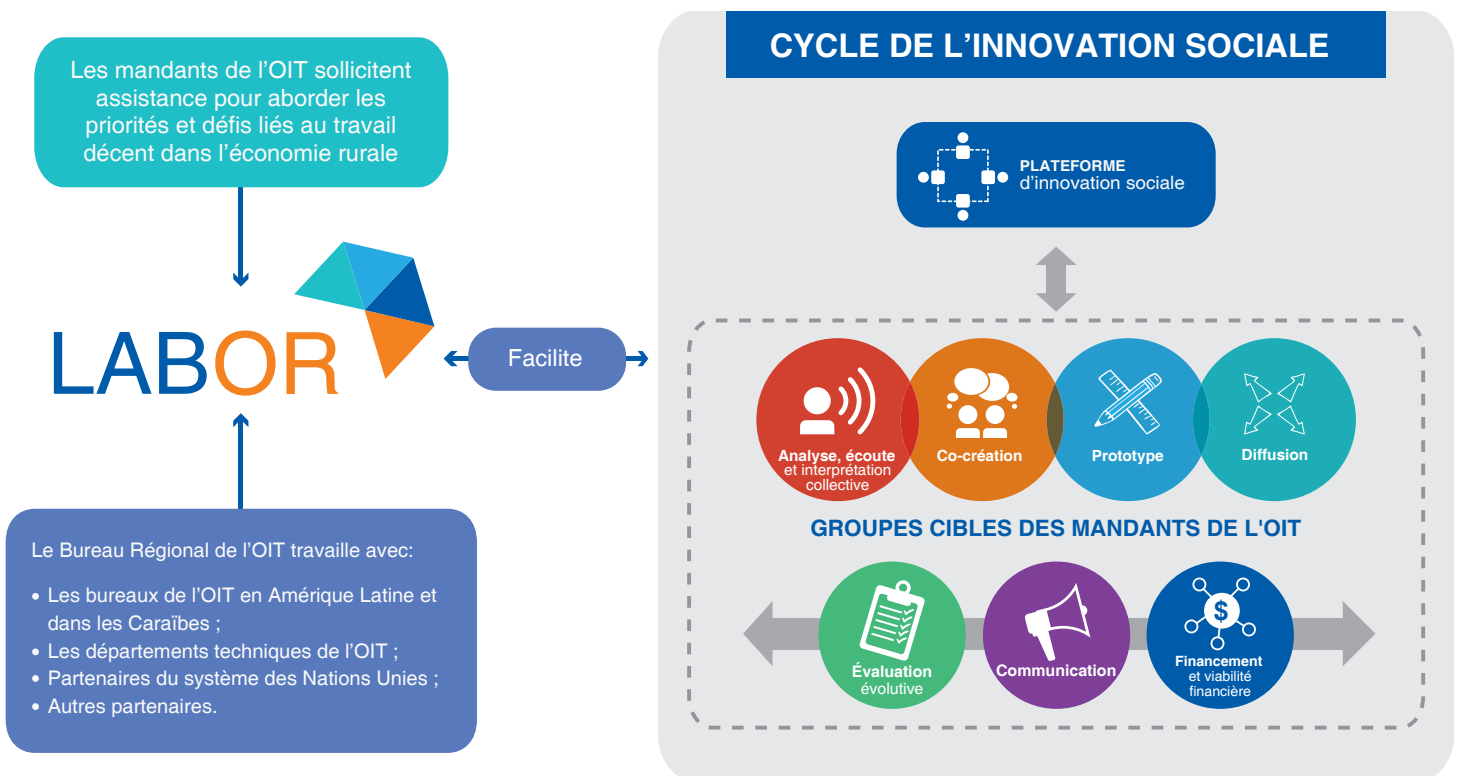 Les mandants de l’OIT sollicitent
assistance pour aborder les
priorités et défis liés au travail
décent dans l’économie rurale
LABOR
Facilite
Le Bureau Régional de l’OIT travaille avec:
• Les bureaux de l’OIT en Amérique Latine et
dans les Caraïbes ;
• Les départements techniques de l’OIT ;
• Partenaires du système des Nations Unies ;
• Autres partenaires.
CYCLE DE L’INNOVATION SOCIALE
PLATEFORME
d’innovation sociale
Analyse, écoute
et interprétation
collective
Co-création
Prototype
Diffusion
GROUPES CIBLES DES MANDANTS DE L'OIT
Évaluation
évolutive
Communication
$
Financement
et viabilité
financière